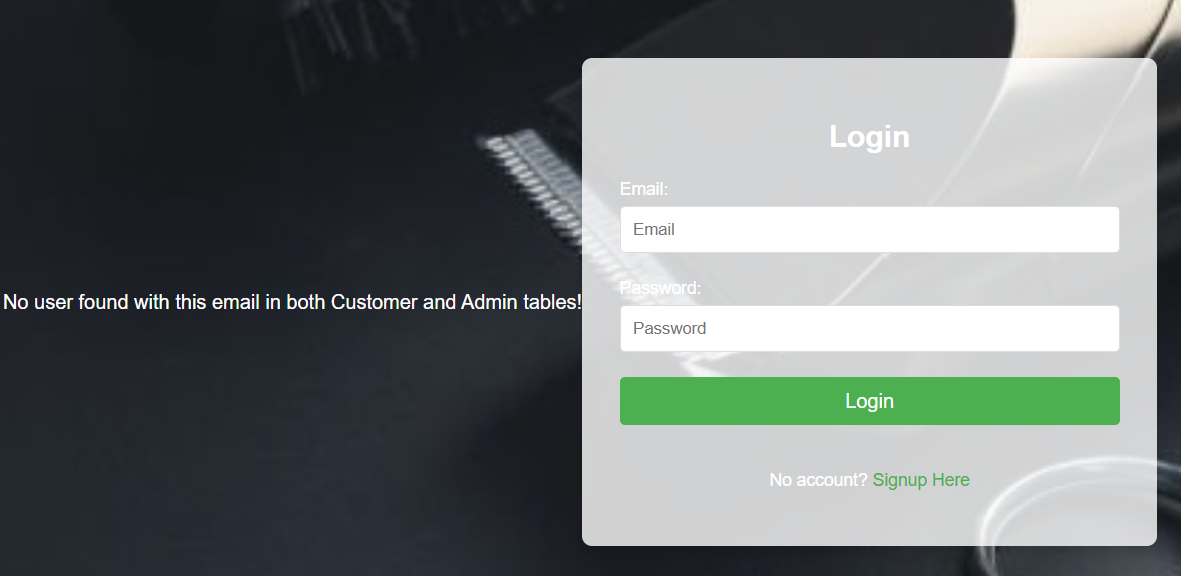 Login
Email:
Email
No user found with this email in both Customer and Admin tables!
Password:
Password
Login
No account? Signup Here